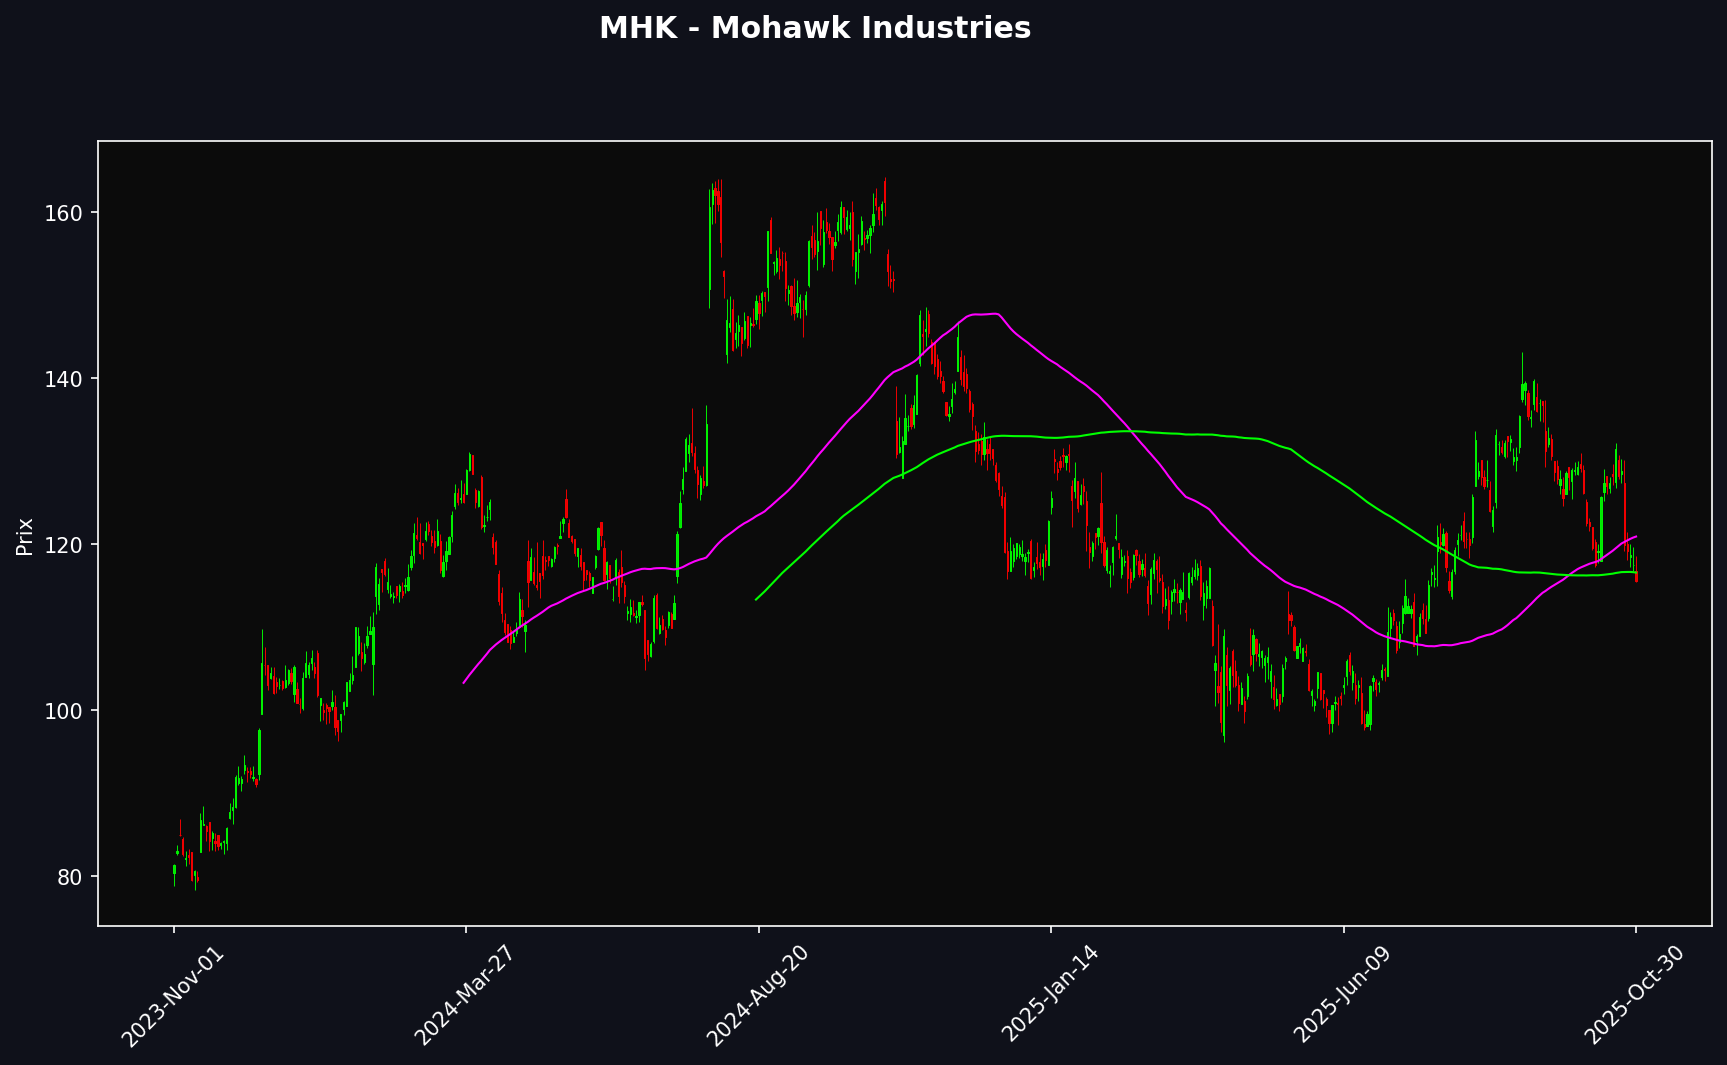 MHK - Mohawk Industries
160
140
120
100
80
Prix
2023-Nov-01
2024-Mar-27
2024-Aug-20
2025-Jan-14
2025-Jun-09
2025-Oct-30